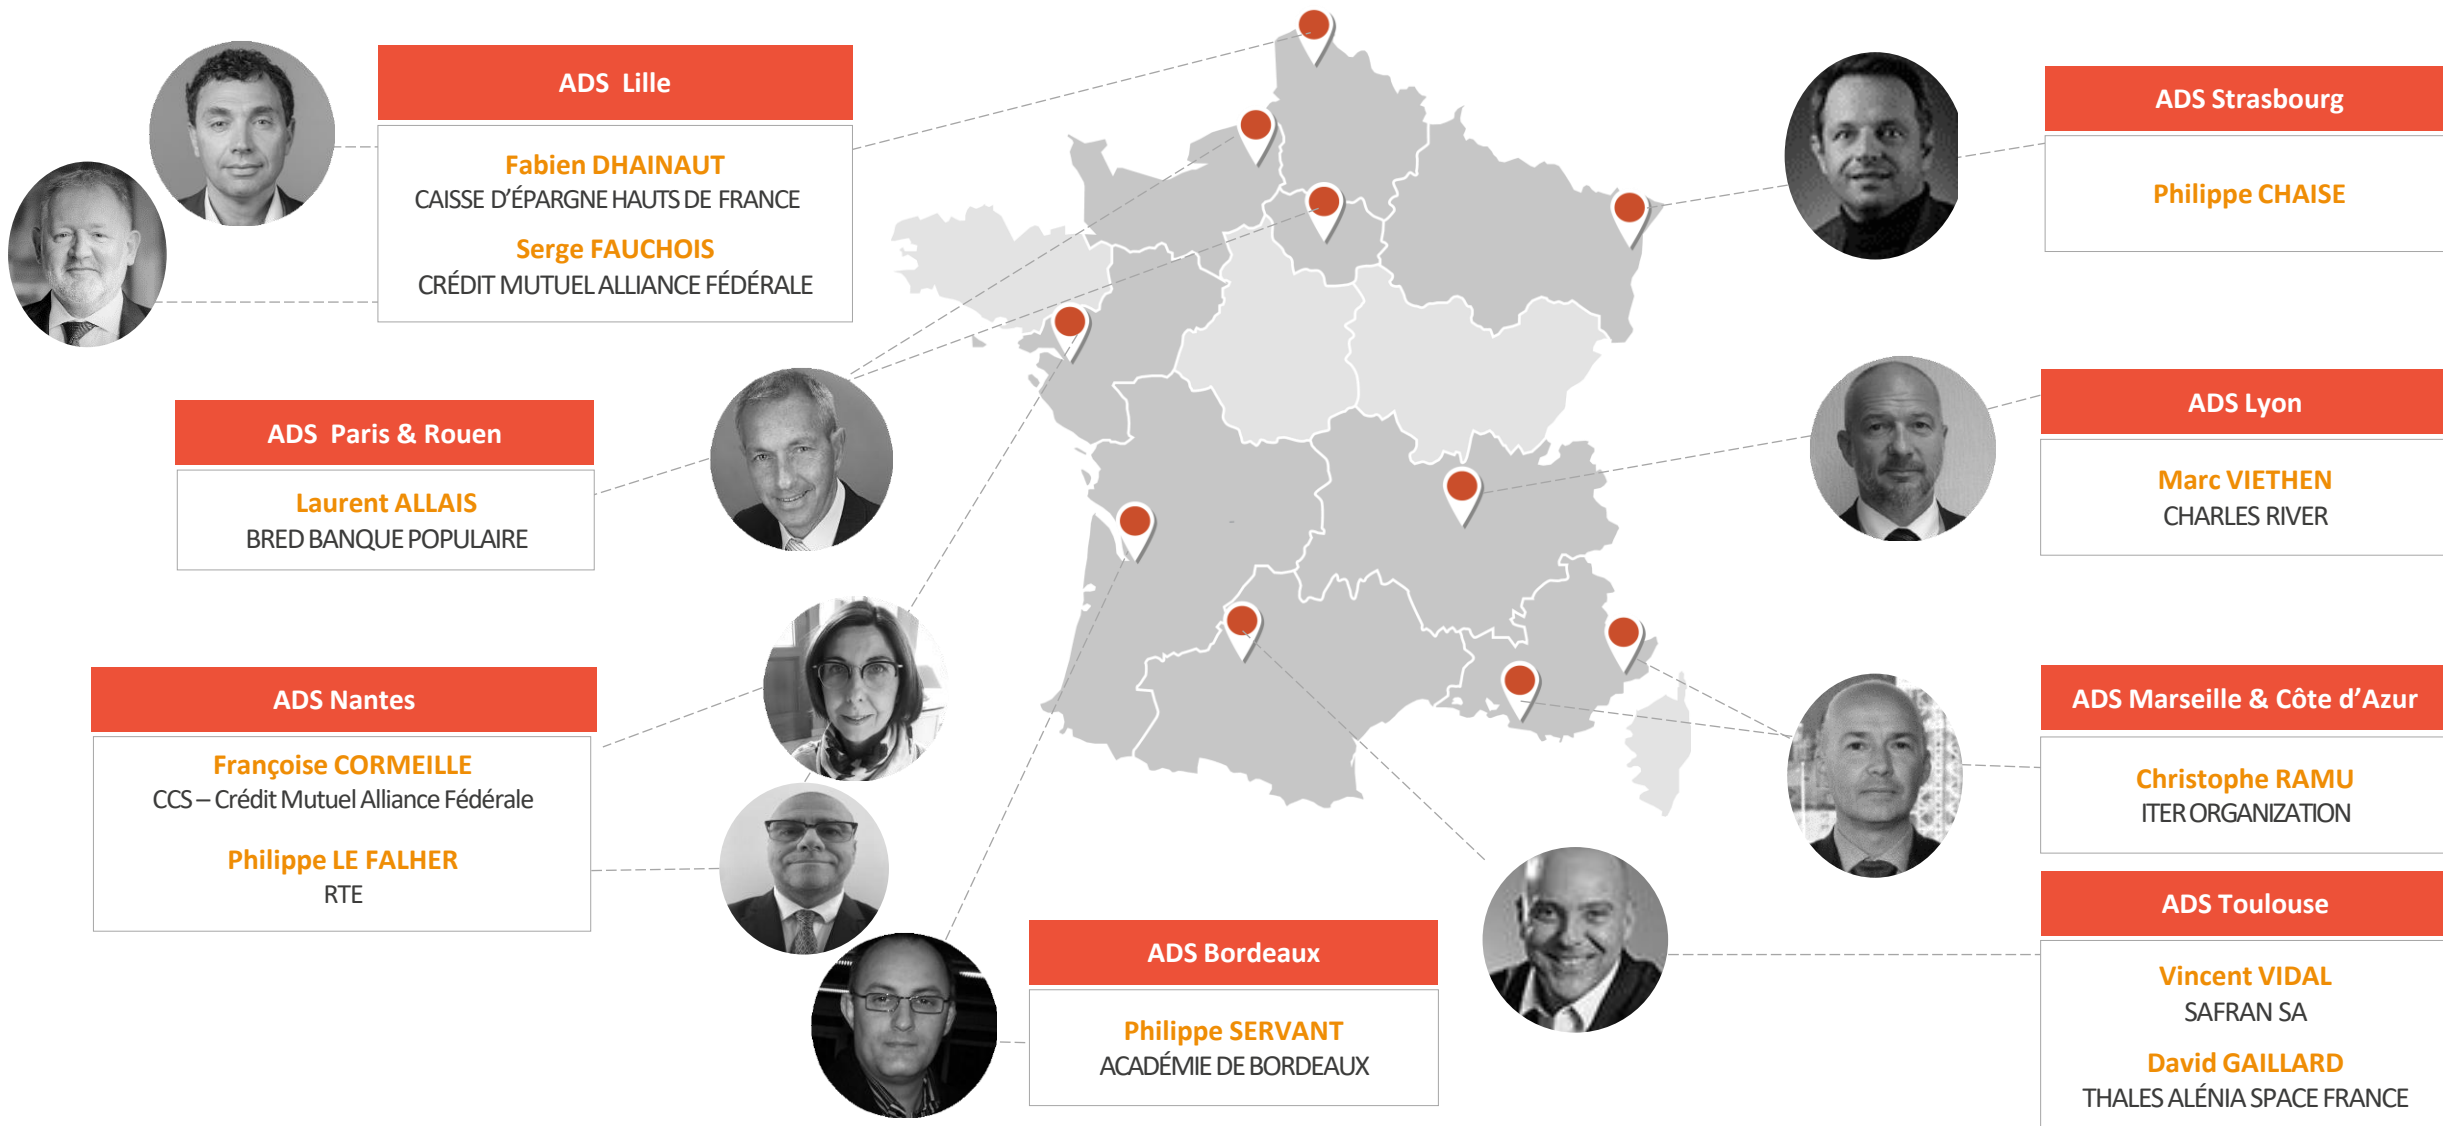 ADS Lille
Fabien DHAINAUT
CAISSE D'ÉPARGNE HAUTS DE FRANCE
Serge FAUCHOIS
CRÉDIT MUTUEL ALLIANCE FÉDÉRALE
ADS Paris & Rouen
Laurent ALLAIS
BRED BANQUE POPULAIRE
ADS Nantes
Françoise CORMEILLE
CCS – Crédit Mutuel Alliance Fédérale
Philippe LE FALHER
RTE
ADS Bordeaux
Philippe SERVANT
ACADÉMIE DE BORDEAUX
ADS Strasbourg
Philippe CHAISE
ADS Lyon
Marc VIETHEN
CHARLES RIVER
ADS Marseille & Côte d'Azur
Christophe RAMU
ITER ORGANIZATION
ADS Toulouse
Vincent VIDAL
SAFRAN SA
David GAILLARD
THALES ALÉNIA SPACE FRANCE